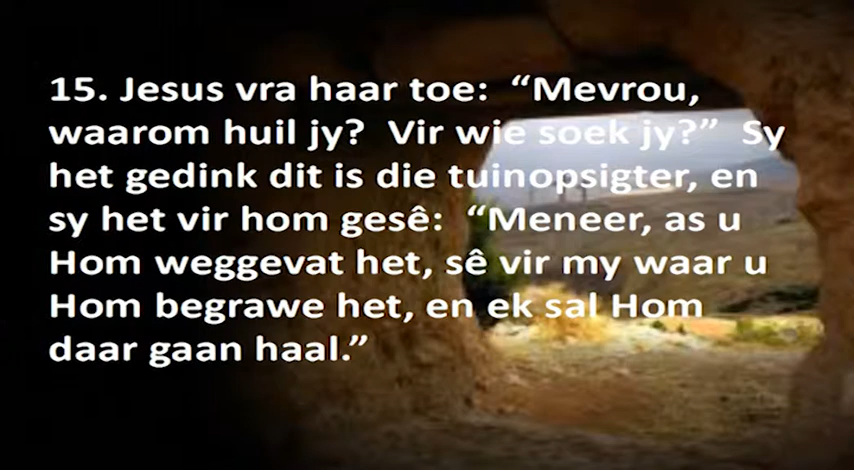 15. Jesus vra haar toe:  “Mevrou,
waarom huil jy?  Vir wie soek jy?”  Sy
het gedink dit is die tuinopsigter, en
sy het vir hom gesê:  “Meneer, as u
Hom weggevat het, sê vir my waar u
Hom begrawe het, en ek sal Hom
daar gaan haal.”